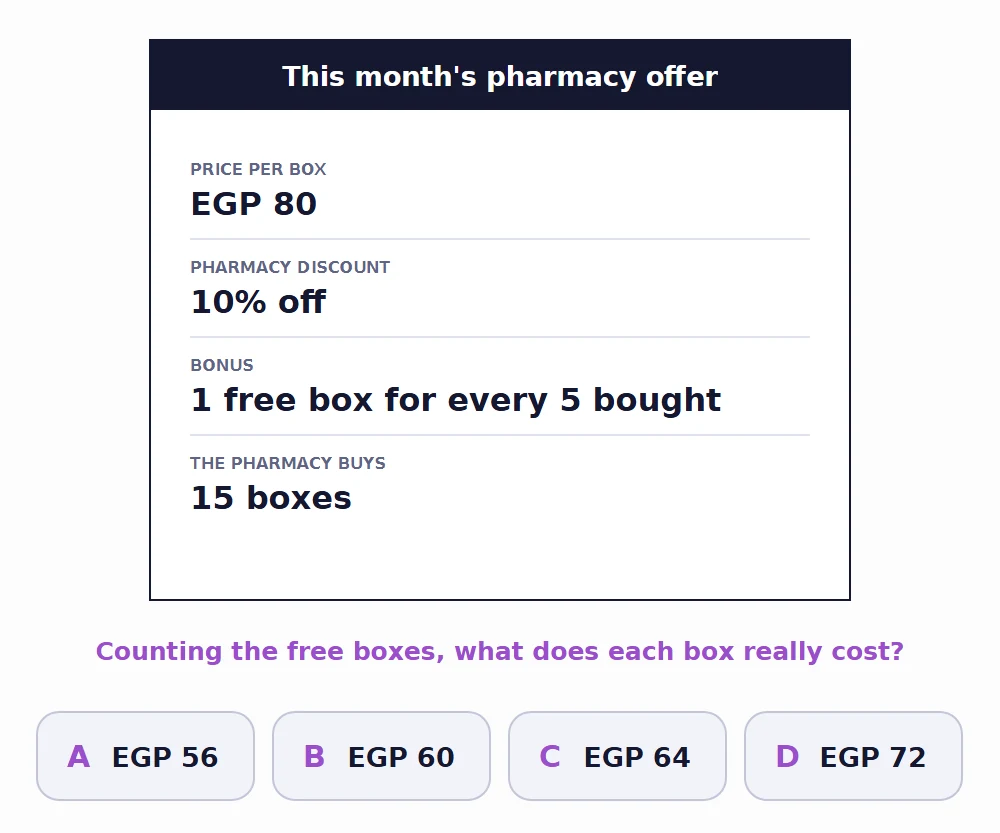 This month's pharmacy offer
PRICE PER BOX
EGP 80
PHARMACY DISCOUNT
10% off
BONUS
1 free box for every 5 bought
THE PHARMACY BUYS
15 boxes
Counting the free boxes, what does each box really cost?
A EGP 56
B EGP 60
C EGP 64
D EGP 72